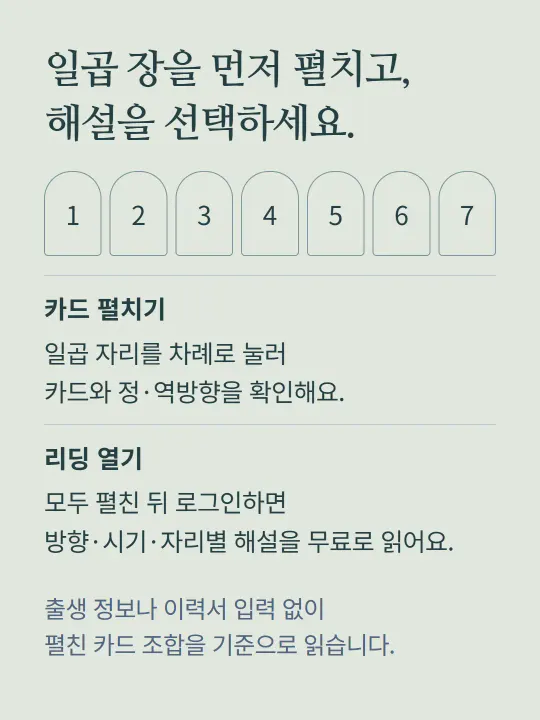 일곱 장을 먼저 펼치고,
해설을 선택하세요.
1 2 3 4 5 6 7
카드 펼치기
일곱 자리를 차례로 눌러
카드와 정·역방향을 확인해요.
리딩 열기
모두 펼친 뒤 로그인하면
방향·시기·자리별 해설을 무료로 읽어요.
출생 정보나 이력서 입력 없이
펼친 카드 조합을 기준으로 읽습니다.